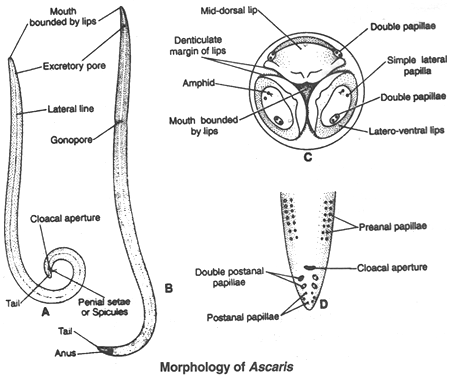 Mouth
bounded by lips
Excretory pore
Lateral line
Gonopore
Cloacal aperture
Tail
A
Penial setae
or Spicules
B
Tail
Anus
Mid-dorsal lip
Double papillae
Denticulate
margin of lips
Simple lateral
papilla
Amphid
Double papillae
Mouth bounded
by lips
Latero-ventral lips
C
Preanal papillae
Cloacal aperture
Double postanal
papillae
Postanal papillae
D
Morphology of Ascaris